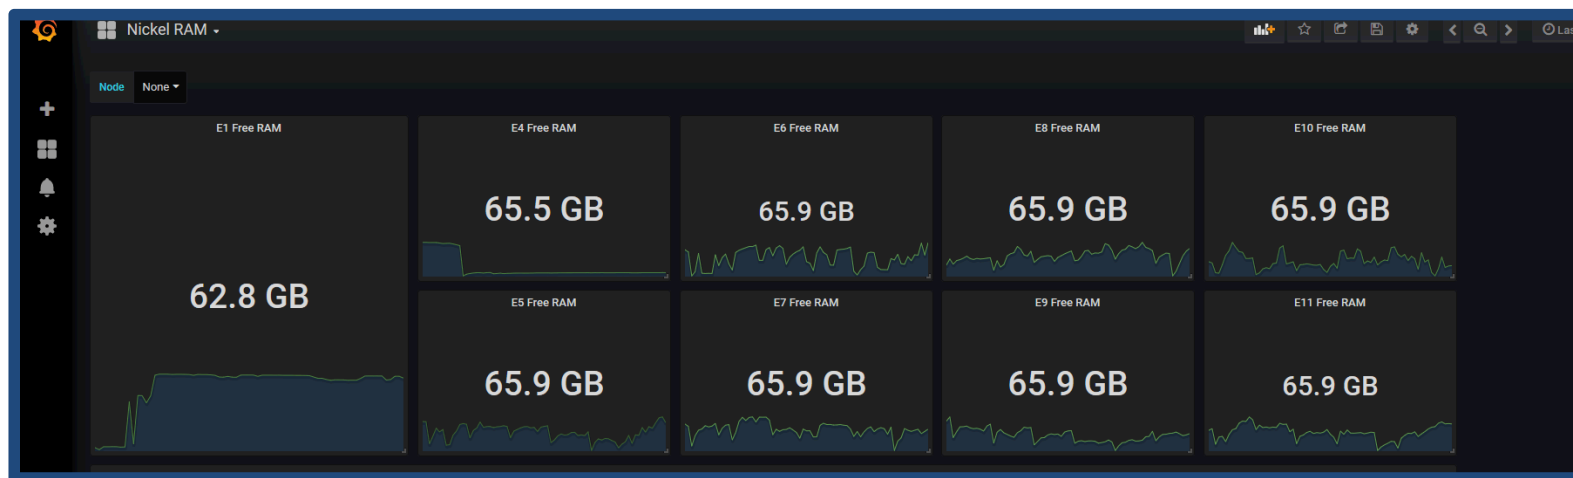 Nickel RAM
Las
Node None
E1 Free RAM
62.8 GB
E4 Free RAM
65.5 GB
E6 Free RAM
65.9 GB
E8 Free RAM
65.9 GB
E10 Free RAM
65.9 GB
E5 Free RAM
65.9 GB
E7 Free RAM
65.9 GB
E9 Free RAM
65.9 GB
E11 Free RAM
65.9 GB